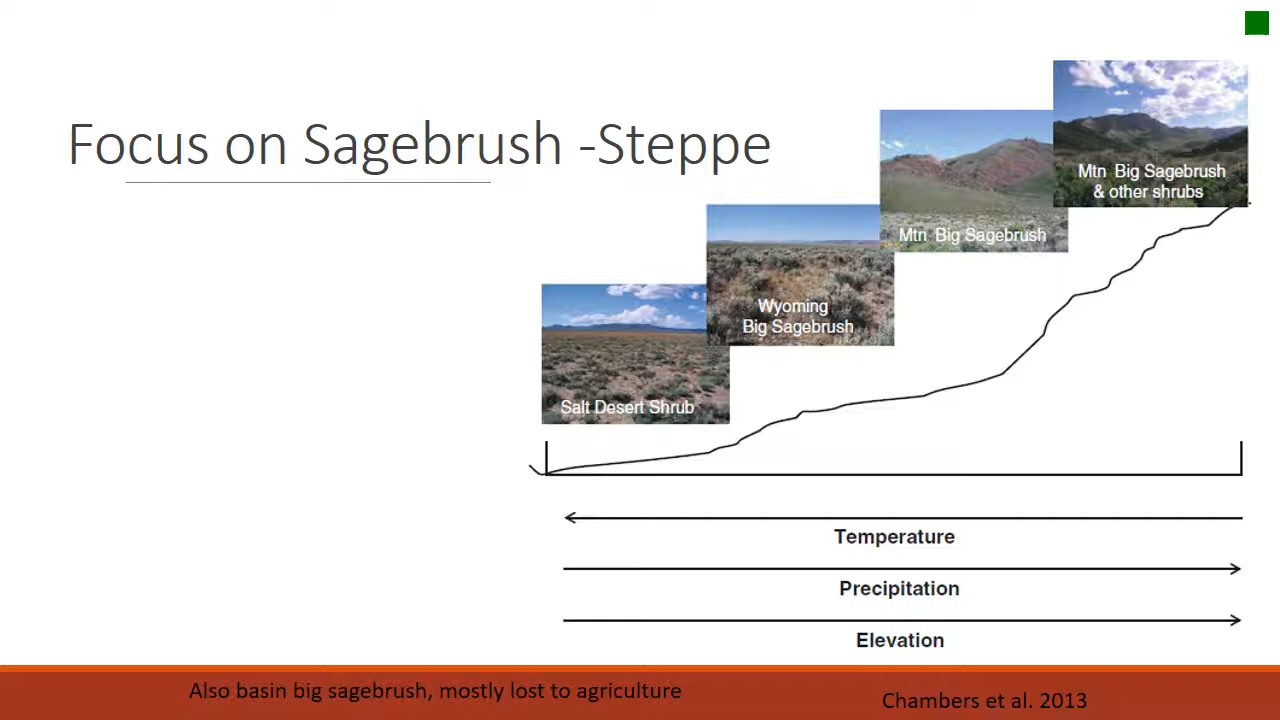 Focus on Sagebrush -Steppe
Mtn Big Sagebrush
& other shrubs
Mtn Big Sagebrush
Wyoming
Big Sagebrush
Salt Desert Shrub
Temperature
Precipitation
Elevation
Also basin big sagebrush, mostly lost to agriculture
Chambers et al. 2013